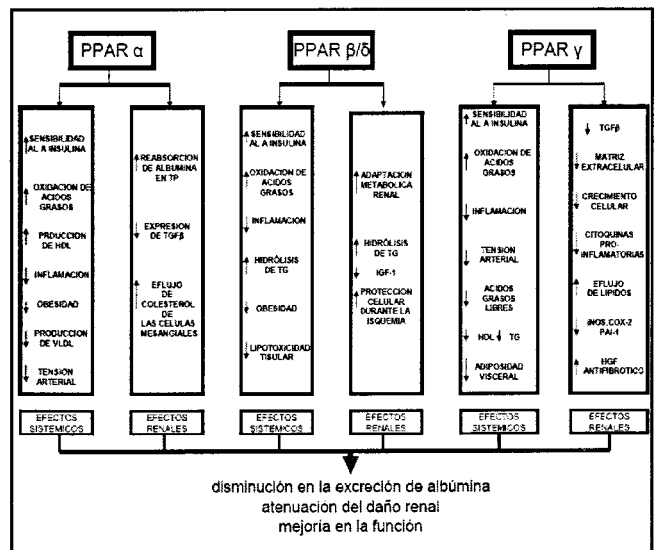 PPAR α
PPAR β/δ
PPAR γ
↑ SENSIBILIDAD
AL A INSULINA
↑ OXIDACION DE
ACIDOS
GRASOS
↑ PRDUCCION
DE HDL
↓ INFLAMACION
↓ OBESIDAD
↓ PRODUCCION
DE VLDL
↓ TENSION
ARTERIAL
↑ REABSORCION
DE ALBUMINA
EN TP
↓ EXPRESION
DE TGFβ
↑ EFLUJO
DE
COLESTEROL
DE
LAS CELULAS
MESANGIALES
↑ SENSIBILIDAD
AL A INSULINA
↑ OXIDACION DE
ACIDOS
GRASOS
↓ INFLAMACION
↑ HIDRÓLISIS
DE TG
↓ OBESIDAD
↓ LIPOTOXICIDAD
TISULAR
↑ ADAPTACION
METABOLICA
RENAL
↑ HIDRÓLISIS
DE TG
↓ IGF-1
↑ PROTECCION
CELULAR
DURANTE LA
ISQUEMIA
↑ SENSIBILIDAD
AL A INSULINA
↑ OXIDACION DE
ACIDOS
GRASOS
↓ INFLAMACION
↓ TENSION
ARTERIAL
↓ ACIDOS
GRASOS
LIBRES
↓ HDL ↓ TG
↓ ADIPOSIDAD
VISCERAL
↓ TGFβ
↓ MATRIZ
EXTRACELULAR
↓ CRECIMIENTO
CELULAR
↓ CITOQUINAS
PRO-
INFLAMATORIAS
↑ EFLUJO
DE LIPIDOS
↓ iNOS,COX-2
PAI-1
↑ HGF
ANTIFIBROTICO
EFECTOS
SISTEMICOS
EFECTOS
RENALES
EFECTOS
SISTEMICOS
EFECTOS
RENALES
EFECTOS
SISTEMICOS
EFECTOS
RENALES
disminución en la excreción de albúmina
atenuación del daño renal
mejoría en la función